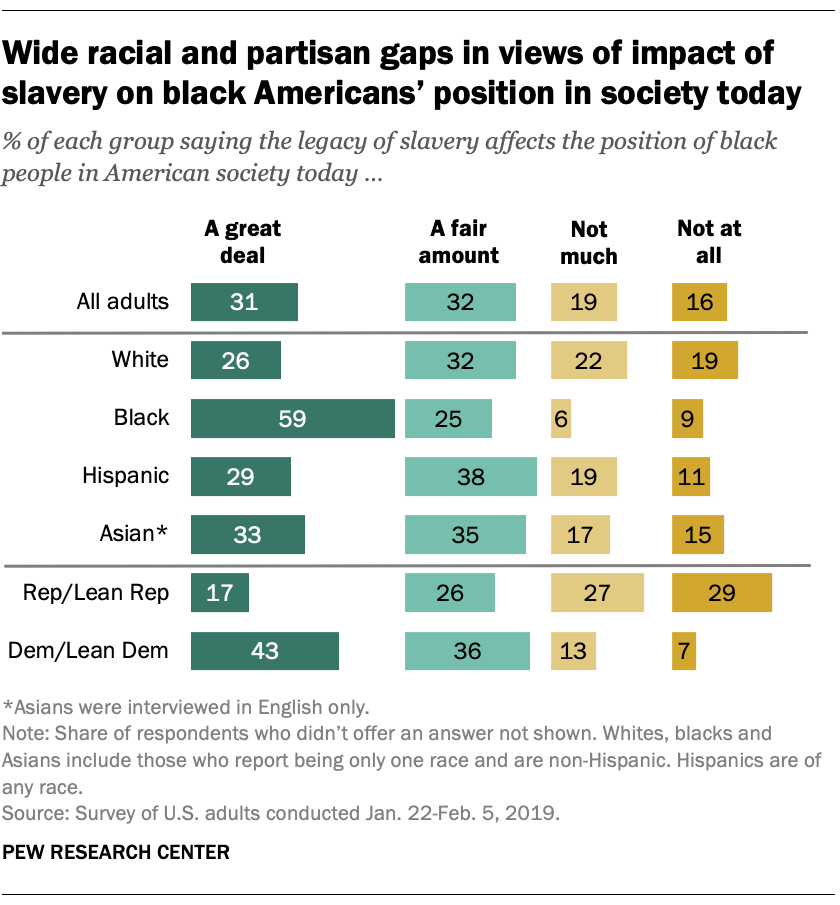 Wide racial and partisan gaps in views of impact of
slavery on black Americans’ position in society today
% of each group saying the legacy of slavery affects the position of black
people in American society today ...
A great deal A fair amount Not much Not at all
All adults 31 32 19 16
White 26 32 22 19
Black 59 25 6 9
Hispanic 29 38 19 11
Asian* 33 35 17 15
Rep/Lean Rep 17 26 27 29
Dem/Lean Dem 43 36 13 7
*Asians were interviewed in English only.
Note: Share of respondents who didn’t offer an answer not shown. Whites, blacks and
Asians include those who report being only one race and are non-Hispanic. Hispanics are of
any race.
Source: Survey of U.S. adults conducted Jan. 22-Feb. 5, 2019.
PEW RESEARCH CENTER